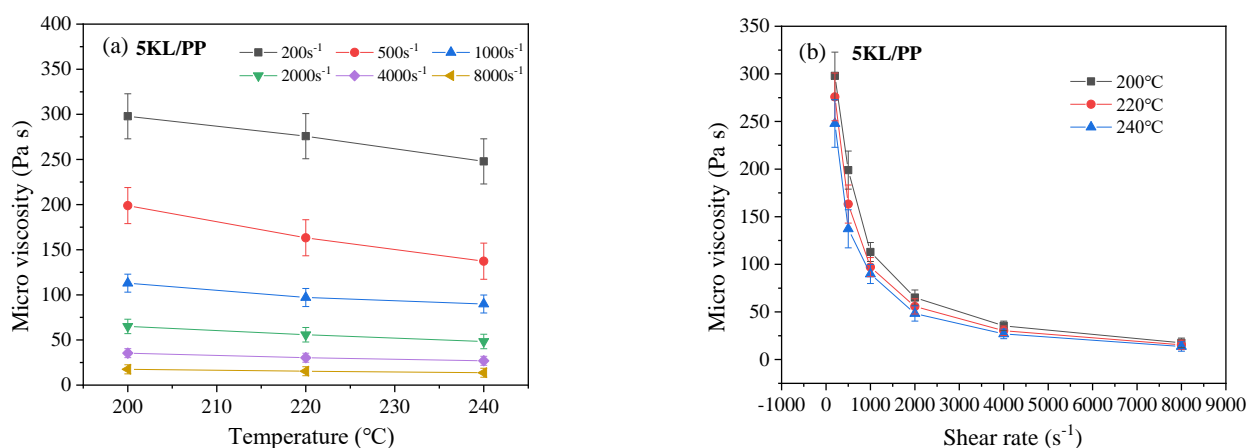 (a) 5KL/PP
200s⁻¹ 500s⁻¹ 1000s⁻¹
2000s⁻¹ 4000s⁻¹ 8000s⁻¹
400
350
300
250
200
150
100
50
0
Micro viscosity (Pa s)
200 210 220 230 240
Temperature (℃)
(b) 5KL/PP
200℃
220℃
240℃
350
300
250
200
150
100
50
0
Micro viscosity (Pa s)
-1000 0 1000 2000 3000 4000 5000 6000 7000 8000 9000
Shear rate (s⁻¹)